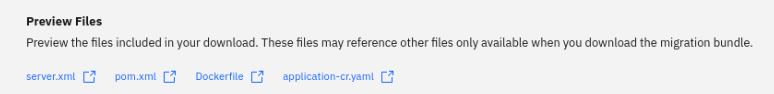 Preview Files
Preview the files included in your download. These files may reference other files only available when you download the migration bundle.
server.xml pom.xml Dockerfile application-cr.yaml